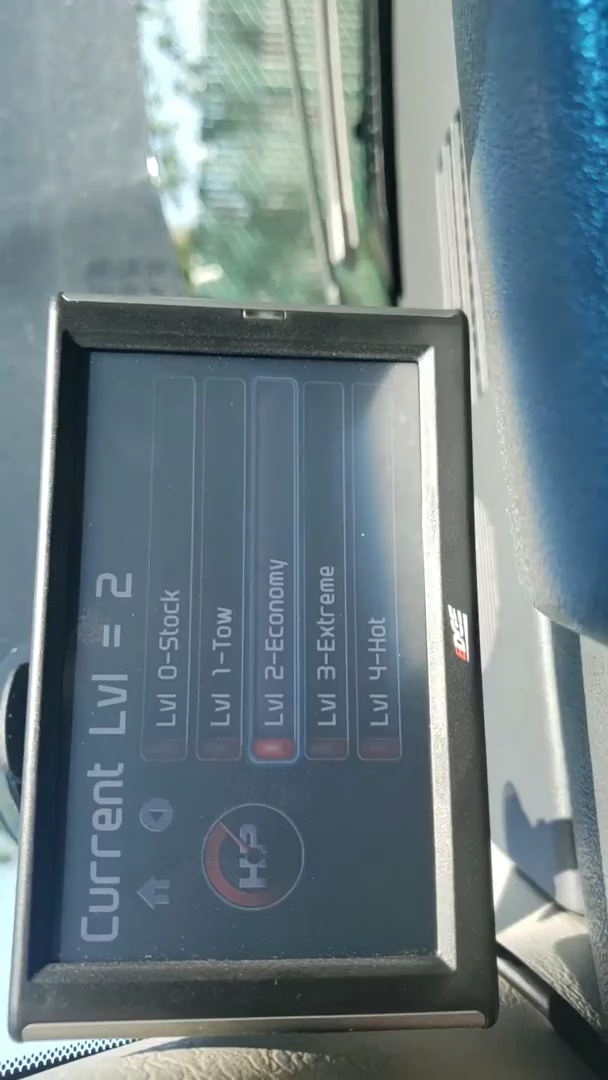 Current Lvl = 2
Lvl 0-Stock
Lvl 1-Tow
Lvl 2-Economy
Lvl 3-Extreme
Lvl 4-Hot
HP
EDGE